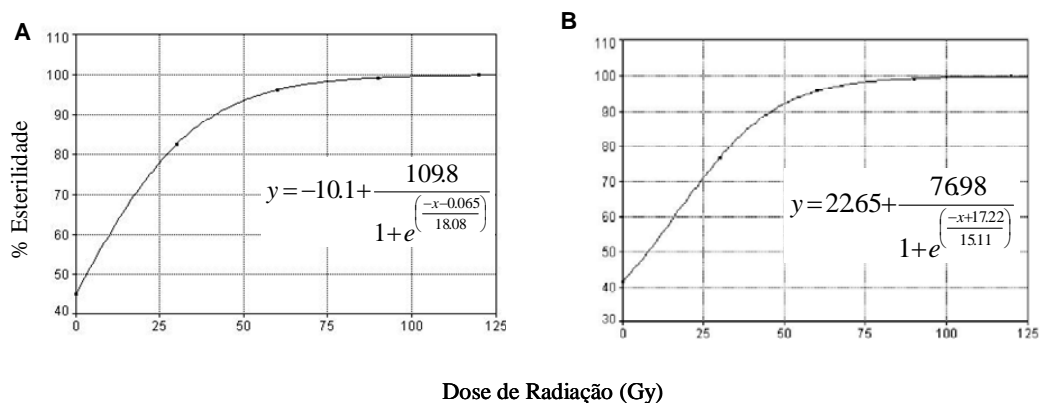 A
% Esterilidade
110
100
90
80
70
60
50
40
0 25 50 75 100 125
y = −10.1 + 109.8 / 1 + e^((−x−0.065)/18.08)
B
110
100
90
80
70
60
50
40
30
0 25 50 75 100 125
y = 22.65 + 76.98 / 1 + e^((−x+17.22)/15.11)
Dose de Radiação (Gy)